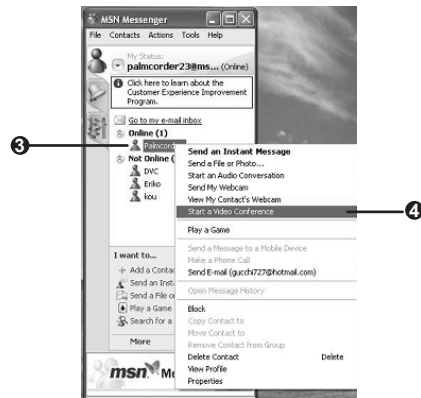 MSN Messenger
File Contacts Actions Tools Help
My Status:
palmcorder23@ms... (Online)
Click here to learn about the
Customer Experience Improvement
Program.
Go to my e-mail inbox
Online (1)
3 Palmcorde
Not Online (
DVC
Eriko
kou
Send an Instant Message
Send a File or Photo...
Start an Audio Conversation
Send My Webcam
View My Contact's Webcam
Start a Video Conference 4
Play a Game
Send a Message to a Mobile Device
Make a Phone Call
Send E-mail (gucchi727@hotmail.com)
Open Message History
Block
Copy Contact to
Move Contact to
Remove Contact from Group
Delete Contact Delete
View Profile
Properties
I want to...
Add a Contac
Send an Inst
Send a File o
Play a Game
Search for a
More
msn Me